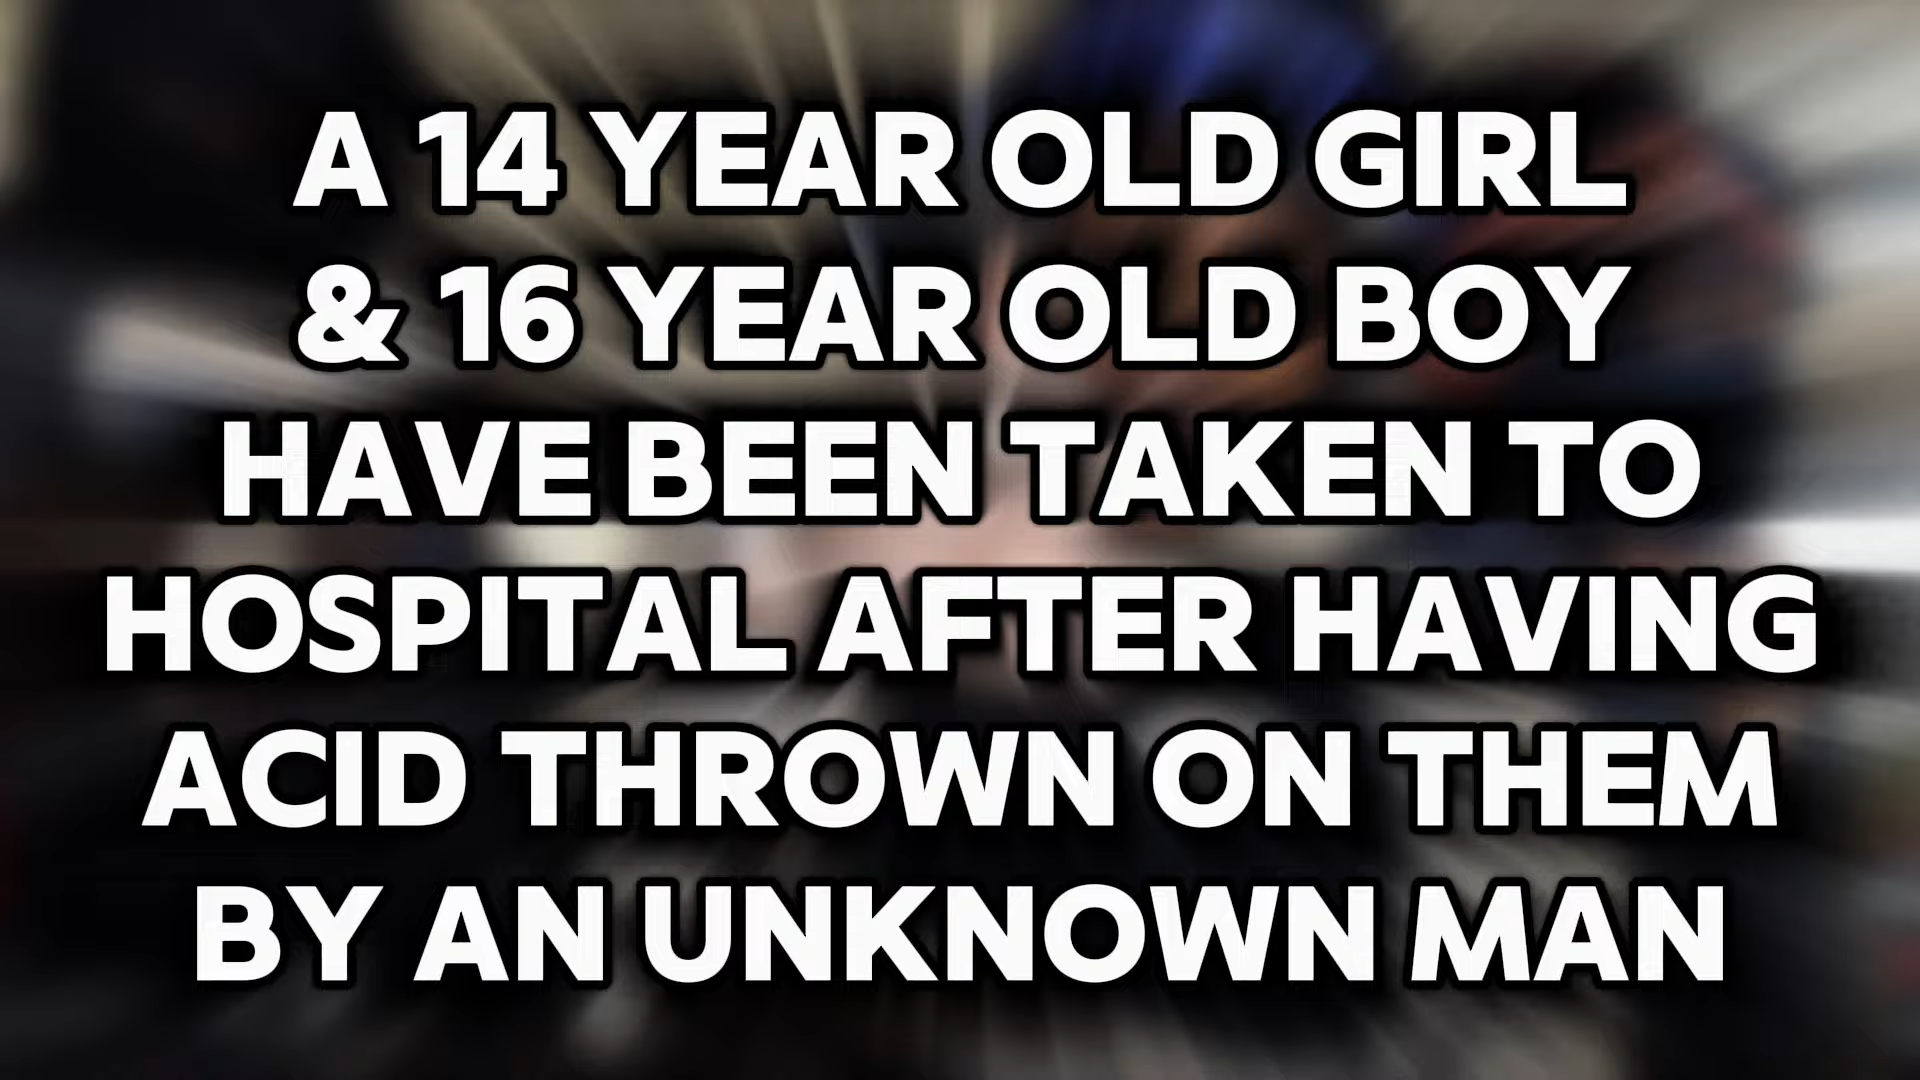 A 14 YEAR OLD GIRL
& 16 YEAR OLD BOY
HAVE BEEN TAKEN TO
HOSPITAL AFTER HAVING
ACID THROWN ON THEM
BY AN UNKNOWN MAN